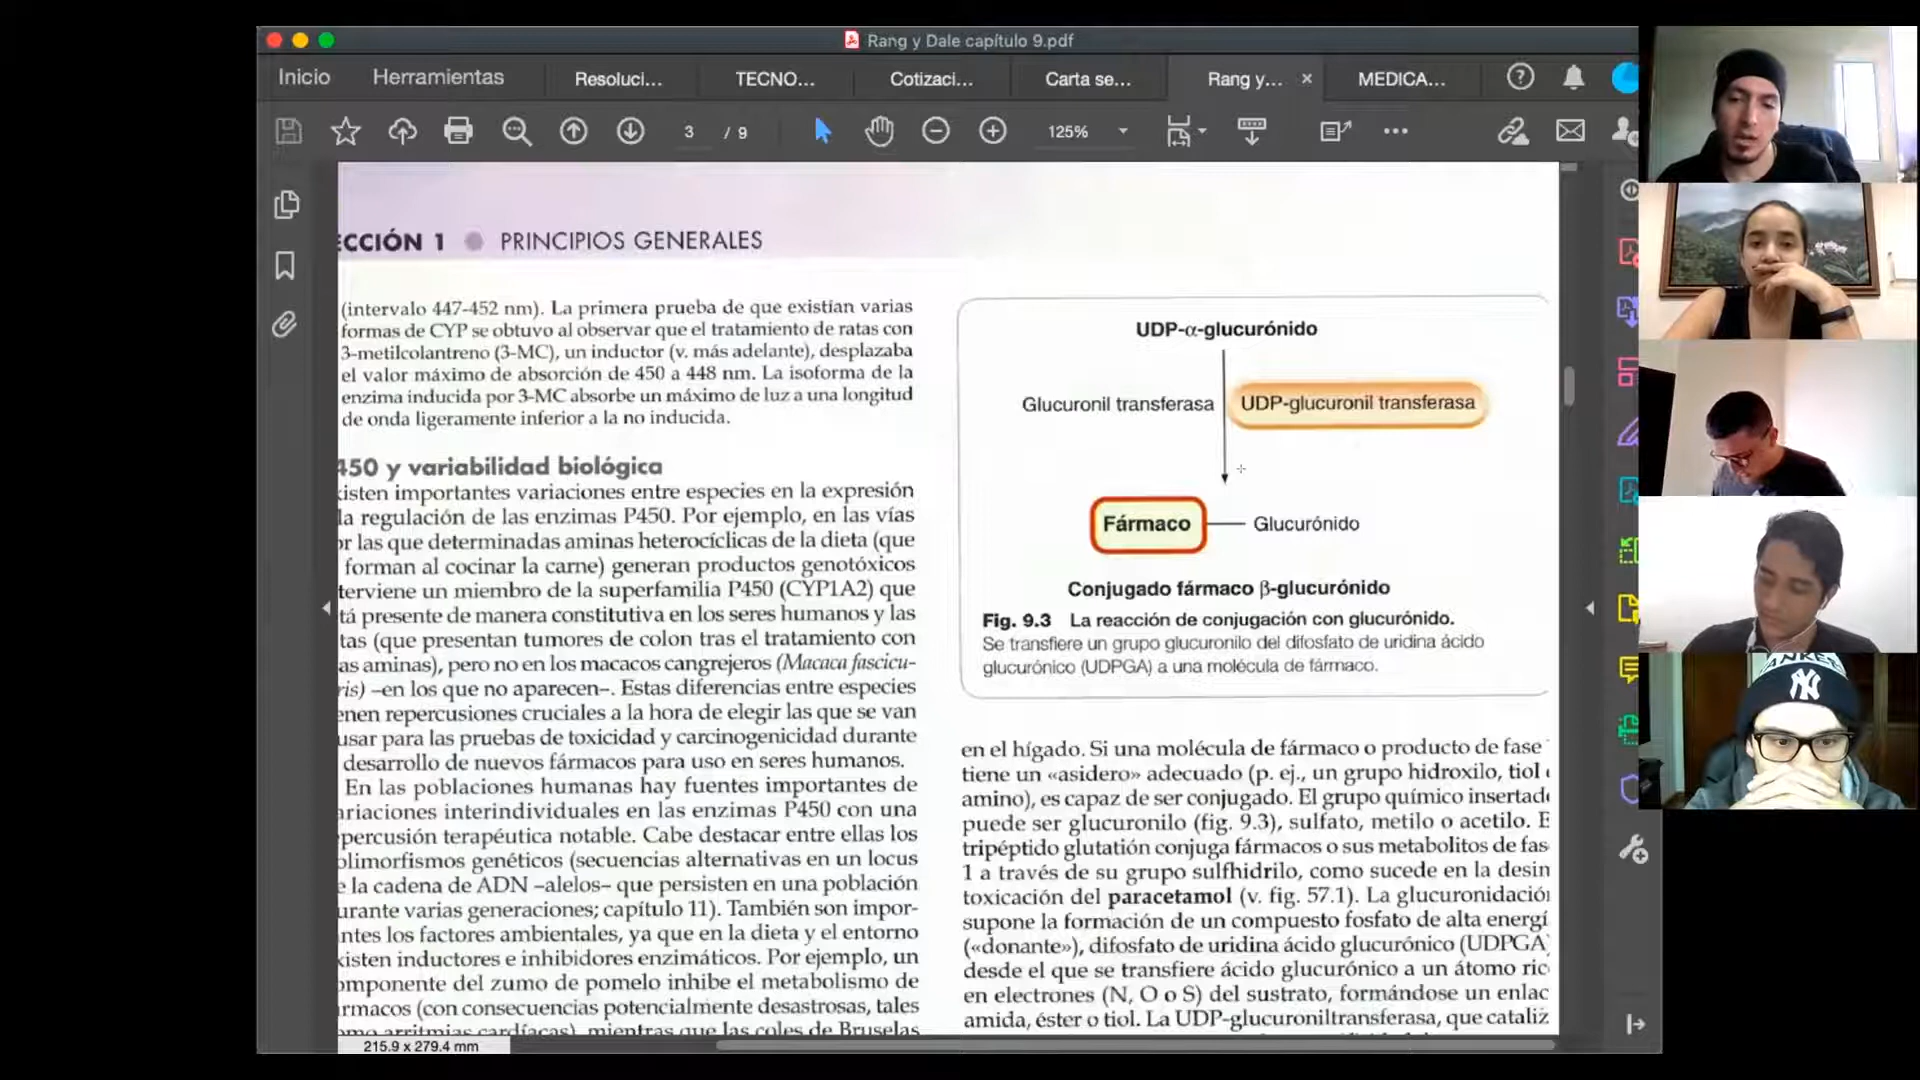 Rang y Dale capítulo 9.pdf
Inicio
Herramientas
Resoluci...
TECNO...
Cotizaci...
Carta se...
Rang y...
MEDICA...
3 / 9
125%
ECCIÓN 1 PRINCIPIOS GENERALES
(intervalo 447-452 nm). La primera prueba de que existían varias
formas de CYP se obtuvo al observar que el tratamiento de ratas con
3-metilcolantreno (3-MC), un inductor (v. más adelante), desplazaba
el valor máximo de absorción de 450 a 448 nm. La isoforma de la
enzima inducida por 3-MC absorbe un máximo de luz a una longitud
de onda ligeramente inferior a la no inducida.
450 y variabilidad biológica
xisten importantes variaciones entre especies en la expresión
la regulación de las enzimas P450. Por ejemplo, en las vías
or las que determinadas aminas heterocíclicas de la dieta (que
forman al cocinar la carne) generan productos genotóxicos
terviene un miembro de la superfamilia P450 (CYP1A2) que
tá presente de manera constitutiva en los seres humanos y las
tas (que presentan tumores de colon tras el tratamiento con
as aminas), pero no en los macacos cangrejeros (Macaca fascicu-
ris) –en los que no aparecen–. Estas diferencias entre especies
enen repercusiones cruciales a la hora de elegir las que se van
usar para las pruebas de toxicidad y carcinogenicidad durante
desarrollo de nuevos fármacos para uso en seres humanos.
En las poblaciones humanas hay fuentes importantes de
ariaciones interindividuales en las enzimas P450 con una
percusión terapéutica notable. Cabe destacar entre ellas los
olimorfismos genéticos (secuencias alternativas en un locus
e la cadena de ADN –alelos– que persisten en una población
urante varias generaciones; capítulo 11). También son impor-
ntes los factores ambientales, ya que en la dieta y el entorno
xisten inductores e inhibidores enzimáticos. Por ejemplo, un
omponente del zumo de pomelo inhibe el metabolismo de
rmacos (con consecuencias potencialmente desastrosas, tales
omo arritmias cardíacas), mientras que las coles de Bruselas
UDP-α-glucurónido
Glucuronil transferasa
UDP-glucuronil transferasa
Fármaco
Glucurónido
Conjugado fármaco β-glucurónido
Fig. 9.3 La reacción de conjugación con glucurónido.
Se transfiere un grupo glucuronilo del difosfato de uridina ácido
glucurónico (UDPGA) a una molécula de fármaco.
en el hígado. Si una molécula de fármaco o producto de fase
tiene un «asidero» adecuado (p. ej., un grupo hidroxilo, tiol
amino), es capaz de ser conjugado. El grupo químico insertad
puede ser glucuronilo (fig. 9.3), sulfato, metilo o acetilo. E
tripéptido glutatión conjuga fármacos o sus metabolitos de fas
1 a través de su grupo sulfhidrilo, como sucede en la desin
toxicación del paracetamol (v. fig. 57.1). La glucuronidació
supone la formación de un compuesto fosfato de alta energí
(«donante»), difosfato de uridina ácido glucurónico (UDPGA)
desde el que se transfiere ácido glucurónico a un átomo ric
en electrones (N, O o S) del sustrato, formándose un enlac
amida, éster o tiol. La UDP-glucuroniltransferasa, que cataliz
215.9 x 279.4 mm
NY